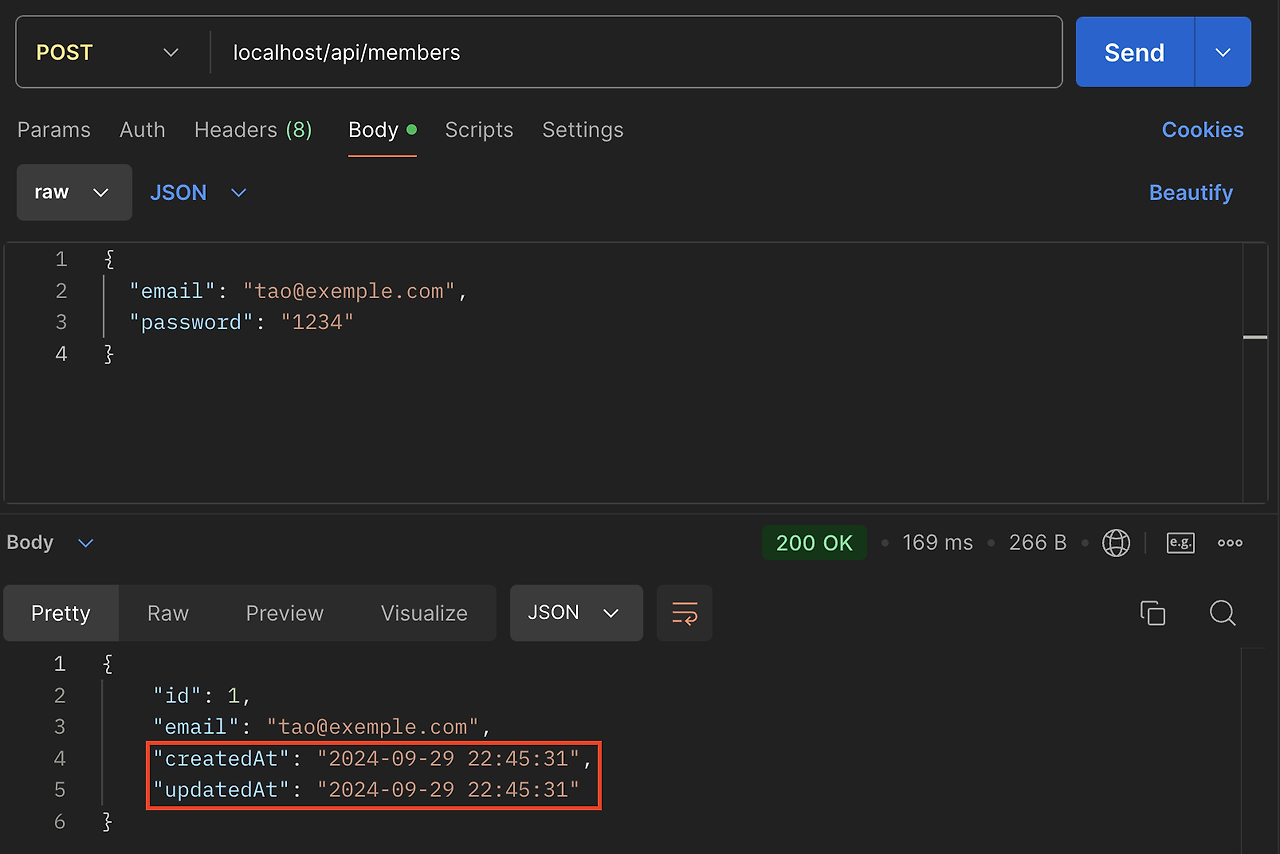 POST localhost/api/members Send
Params Auth Headers (8) Body Scripts Settings Cookies
raw JSON Beautify
1 {
2 "email": "tao@exemple.com",
3 "password": "1234"
4 }
Body 200 OK • 169 ms • 266 B • e.g.
Pretty Raw Preview Visualize JSON
1 {
2 "id": 1,
3 "email": "tao@exemple.com",
4 "createdAt": "2024-09-29 22:45:31",
5 "updatedAt": "2024-09-29 22:45:31"
6 }